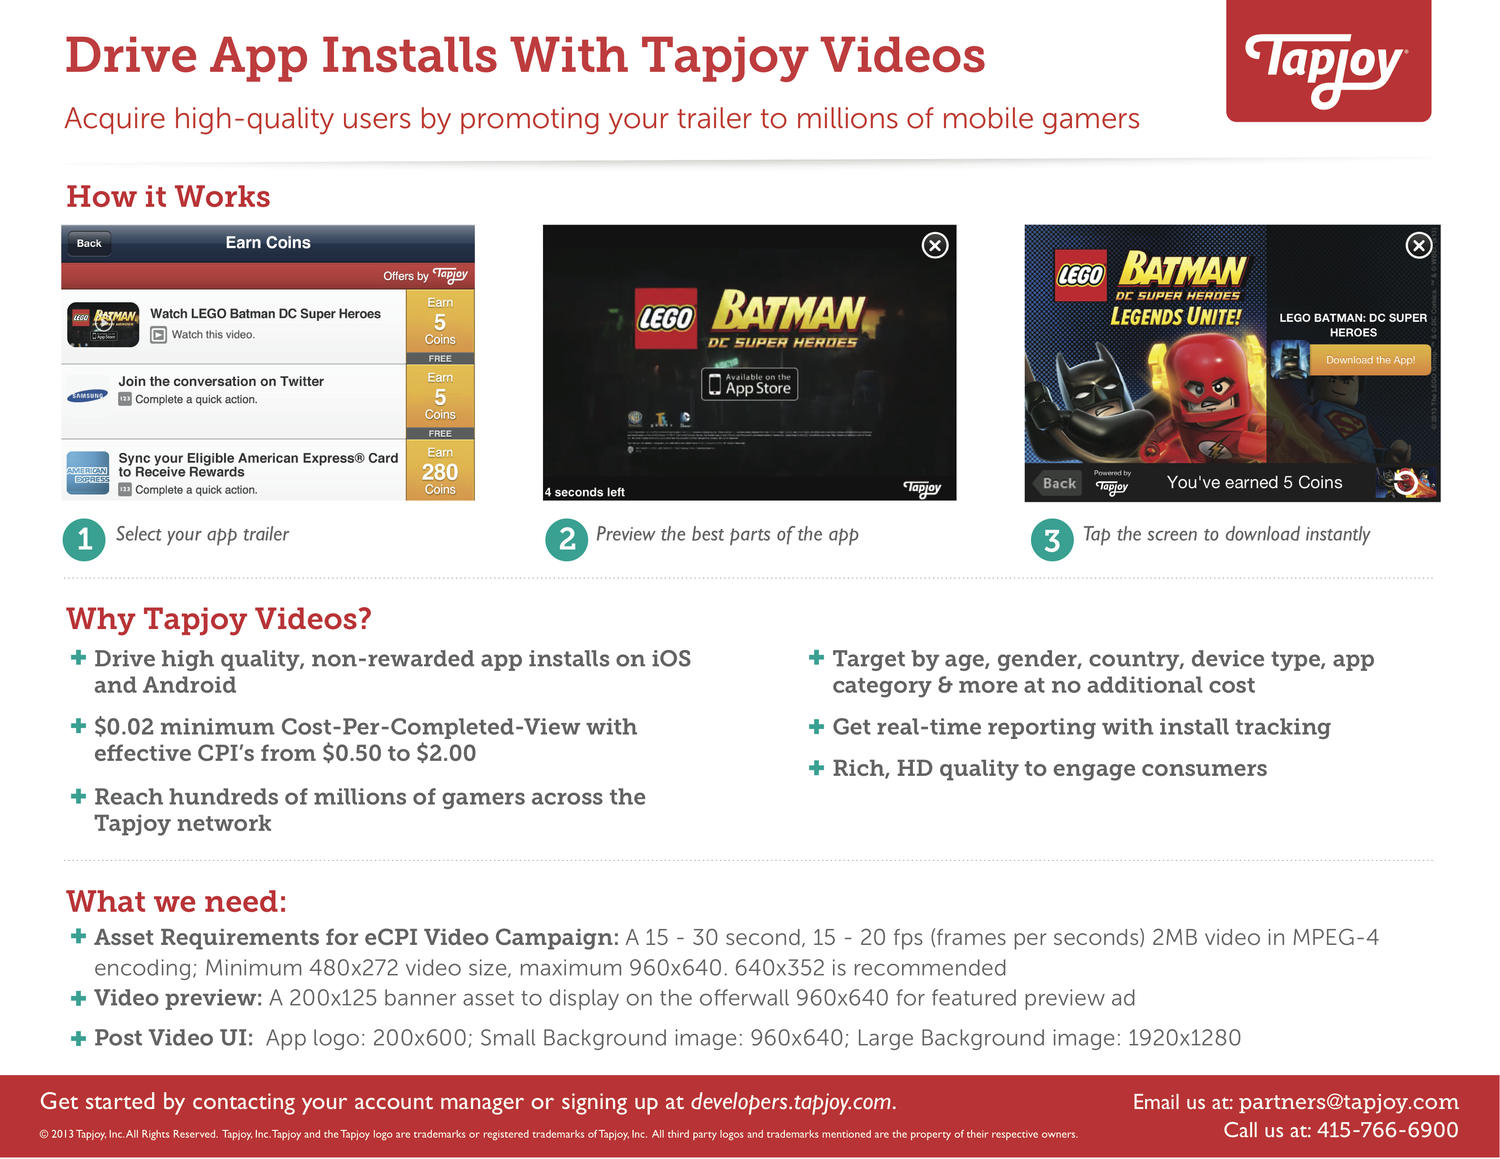 Drive App Installs With Tapjoy Videos
Tapjoy
Acquire high-quality users by promoting your trailer to millions of mobile gamers
How it Works
Back
Earn Coins
Offers by Tapjoy
Watch LEGO Batman DC Super Heroes
Watch this video.
Earn
5
Coins
FREE
SAMSUNG
Join the conversation on Twitter
Complete a quick action.
Earn
5
Coins
FREE
AMERICAN
EXPRESS
Sync your Eligible American Express® Card
to Receive Rewards
Complete a quick action.
Earn
280
Coins
LEGO
BATMAN
DC SUPER HEROES
Available on the
App Store
4 seconds left
Tapjoy
LEGO
BATMAN
DC SUPER HEROES
LEGENDS UNITE!
LEGO BATMAN: DC SUPER
HEROES
Download the App!
Back
Powered by
Tapjoy
You've earned 5 Coins
1 Select your app trailer
2 Preview the best parts of the app
3 Tap the screen to download instantly
Why Tapjoy Videos?
Drive high quality, non-rewarded app installs on iOS
and Android
$0.02 minimum Cost-Per-Completed-View with
effective CPI's from $0.50 to $2.00
Reach hundreds of millions of gamers across the
Tapjoy network
Target by age, gender, country, device type, app
category & more at no additional cost
Get real-time reporting with install tracking
Rich, HD quality to engage consumers
What we need:
Asset Requirements for eCPI Video Campaign: A 15 - 30 second, 15 - 20 fps (frames per seconds) 2MB video in MPEG-4
encoding; Minimum 480x272 video size, maximum 960x640. 640x352 is recommended
Video preview: A 200x125 banner asset to display on the offerwall 960x640 for featured preview ad
Post Video UI: App logo: 200x600; Small Background image: 960x640; Large Background image: 1920x1280
Get started by contacting your account manager or signing up at developers.tapjoy.com.
© 2013 Tapjoy, Inc. All Rights Reserved. Tapjoy, Inc. Tapjoy and the Tapjoy logo are trademarks or registered trademarks of Tapjoy, Inc. All third party logos and trademarks mentioned are the property of their respective owners.
Email us at: partners@tapjoy.com
Call us at: 415-766-6900